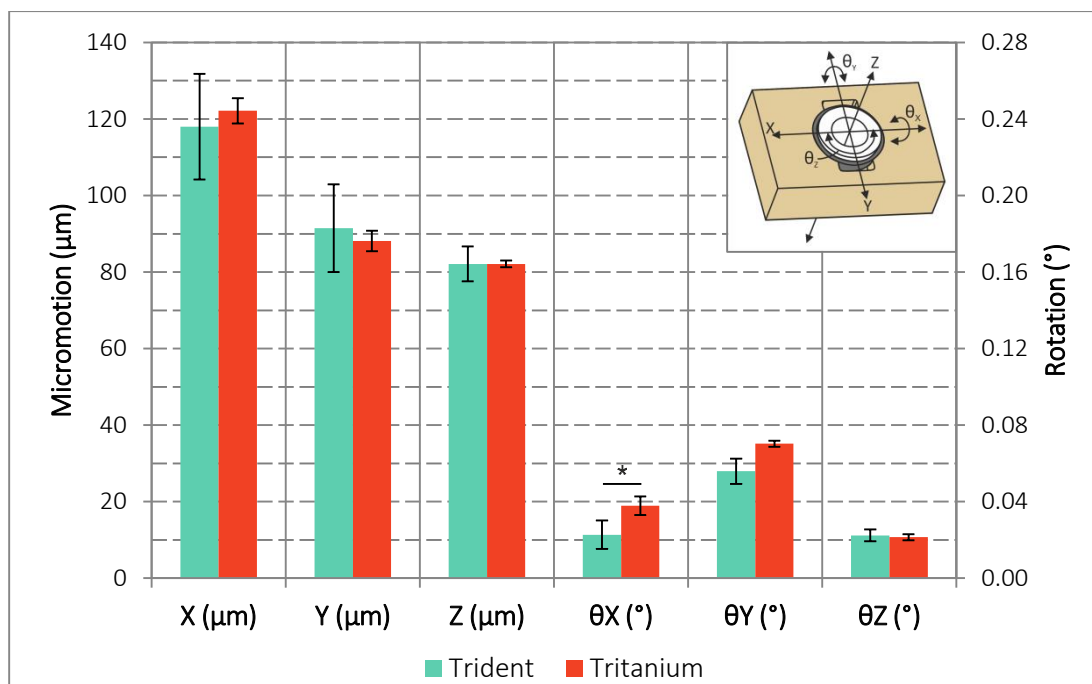 140
120
100
80
60
40
20
0
Micromotion (µm)
0.28
0.24
0.20
0.16
0.12
0.08
0.04
0.00
Rotation (°)
θY
Z
X
θX
θZ
Y
*
X (µm) Y (µm) Z (µm) θX (°) θY (°) θZ (°)
Trident Tritanium